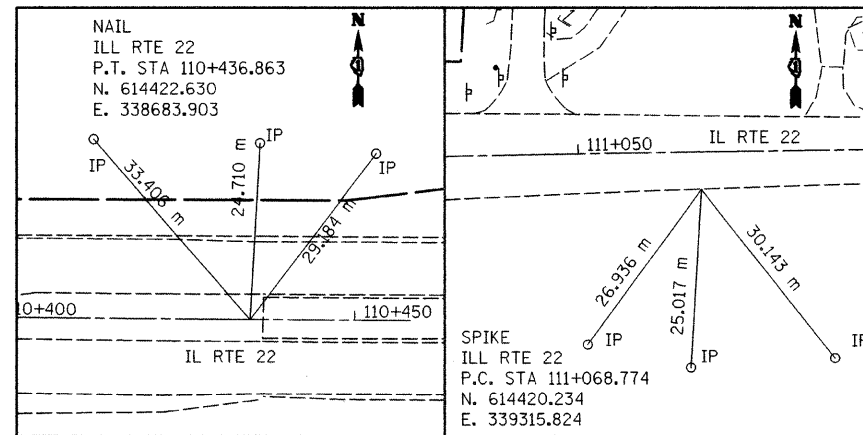 NAIL
ILL RTE 22
P.T. STA 110+436.863
N. 614422.630
E. 338683.903
N
IP
IP
IP
33.408 m
24.710 m
29.184 m
10+400
110+450
IL RTE 22
N
111+050
IL RTE 22
26.936 m
25.017 m
30.143 m
IP
IP
IP
SPIKE
ILL RTE 22
P.C. STA 111+068.774
N. 614420.234
E. 339315.824